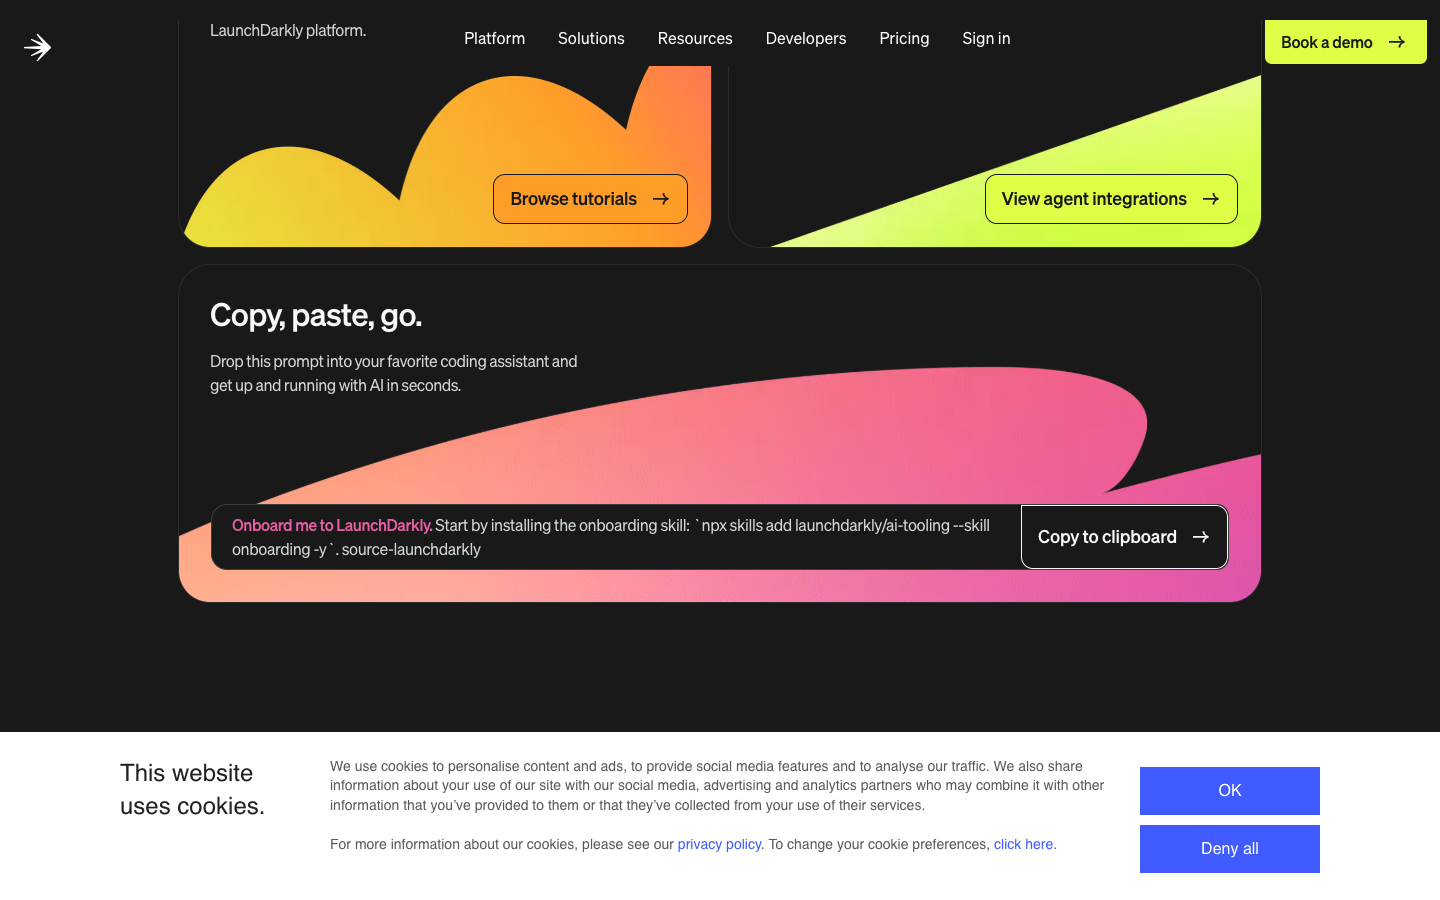 LaunchDarkly platform.
Platform
Solutions
Resources
Developers
Pricing
Sign in
Book a demo
Browse tutorials
View agent integrations
Copy, paste, go.
Drop this prompt into your favorite coding assistant and
get up and running with AI in seconds.
Onboard me to LaunchDarkly. Start by installing the onboarding skill: `npx skills add launchdarkly/ai-tooling --skill
onboarding -y`. source-launchdarkly
Copy to clipboard
This website
uses cookies.
We use cookies to personalise content and ads, to provide social media features and to analyse our traffic. We also share
information about your use of our site with our social media, advertising and analytics partners who may combine it with other
information that you’ve provided to them or that they’ve collected from your use of their services.
For more information about our cookies, please see our privacy policy. To change your cookie preferences, click here.
OK
Deny all